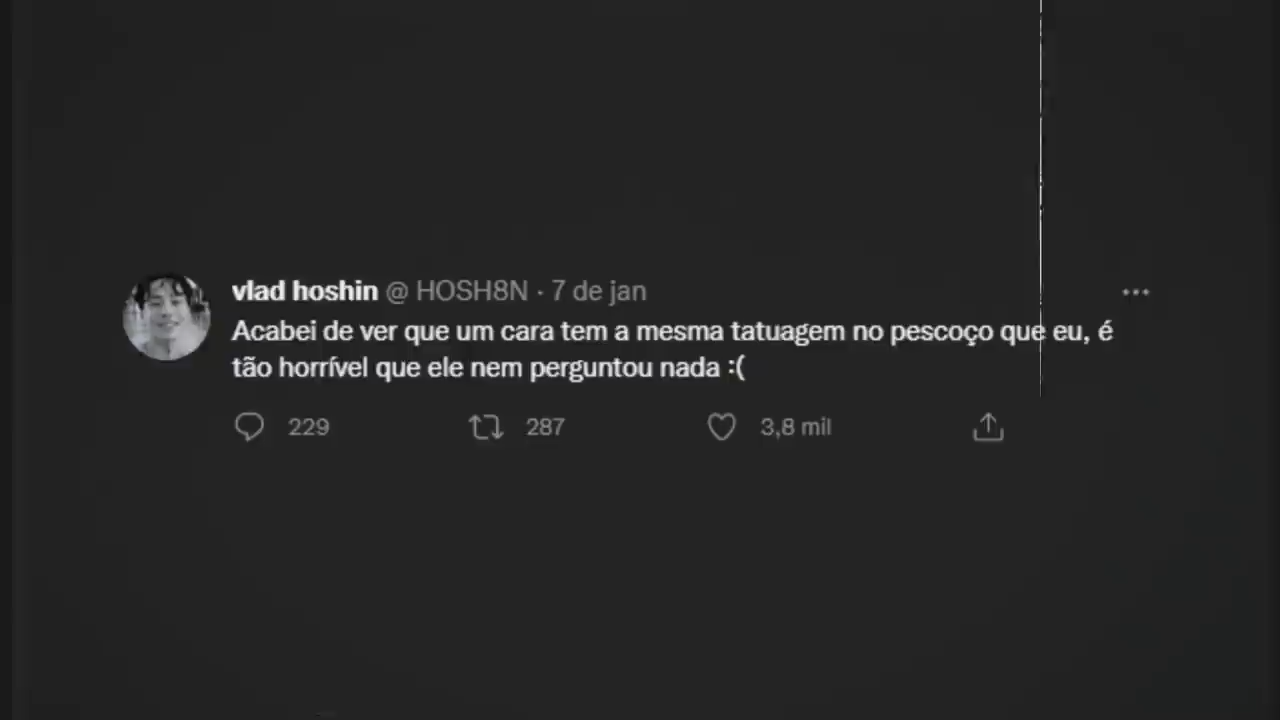 vlad hoshin @ HOSH8N · 7 de jan
Acabei de ver que um cara tem a mesma tatuagem no pescoço que eu, é
tão horrível que ele nem perguntou nada :(
229 287 3,8 mil